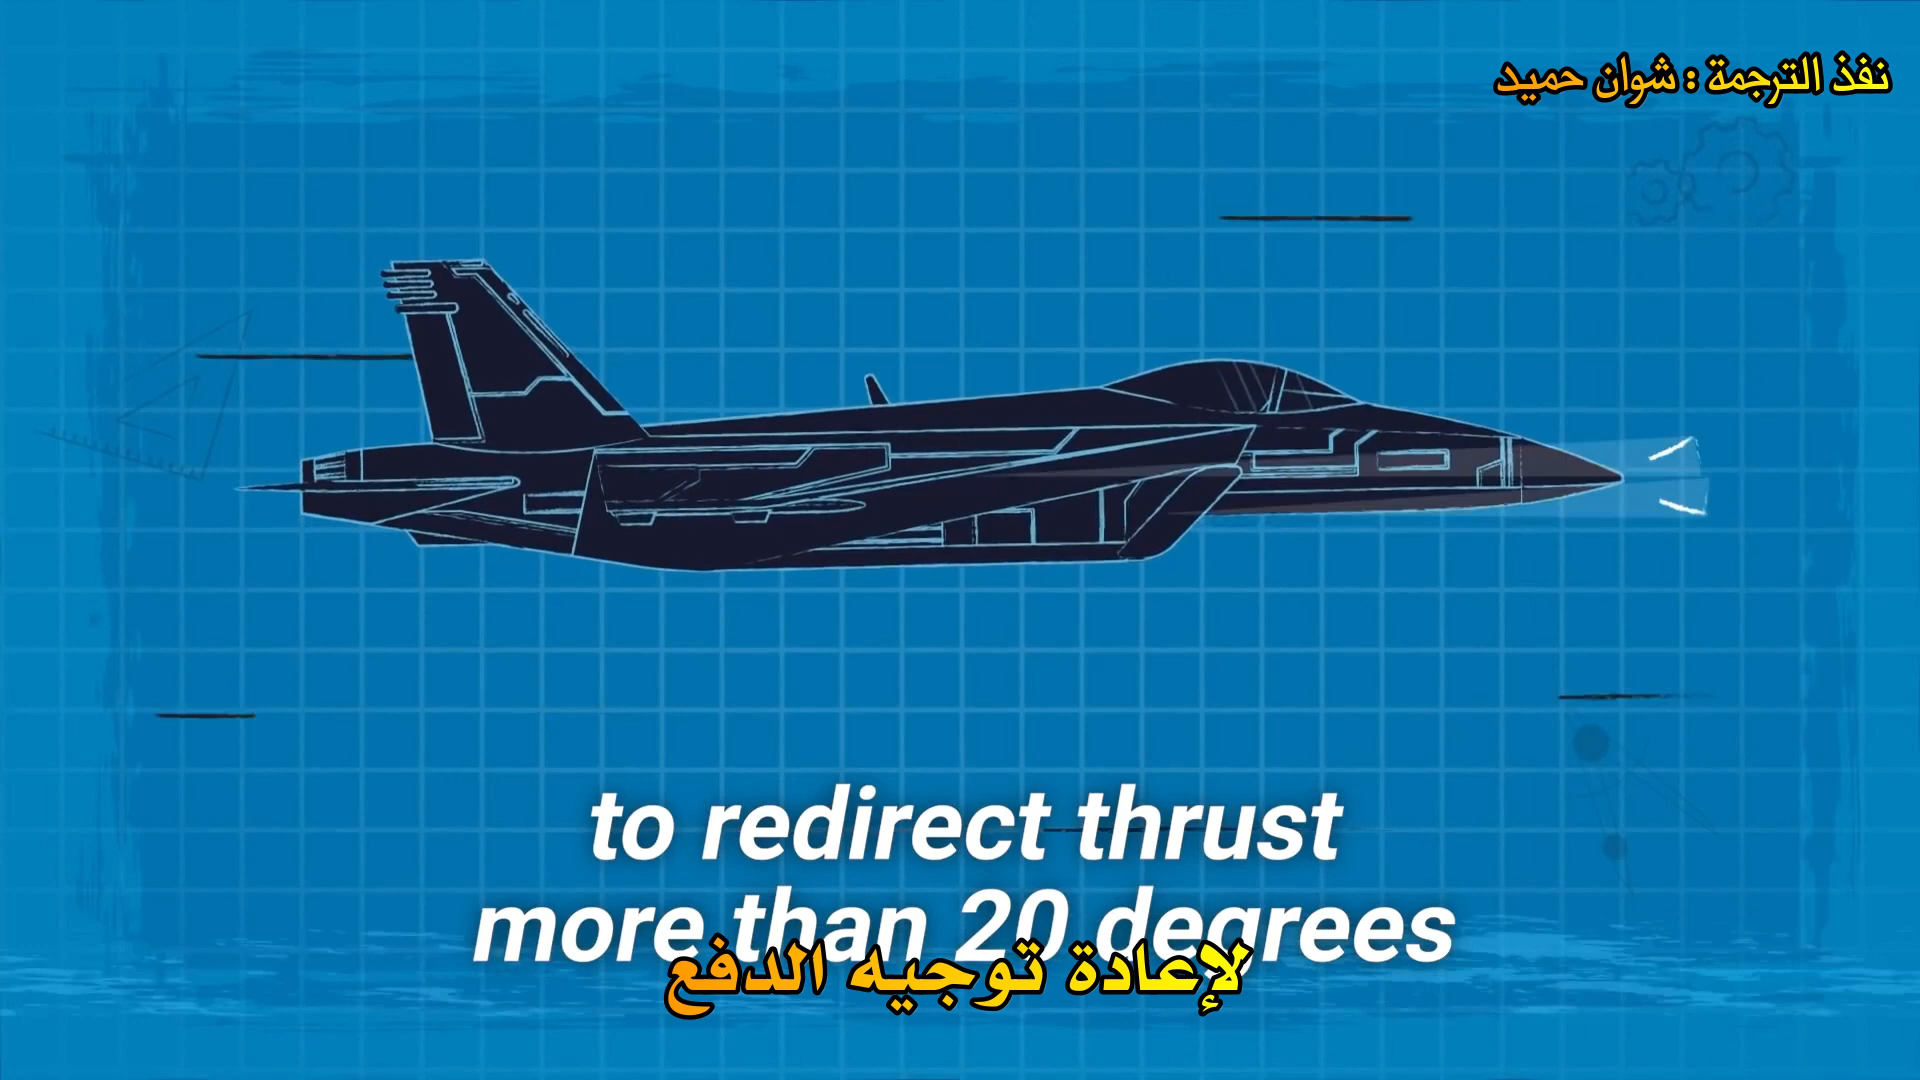 نفذ الترجمة : شوان حميد
to redirect thrust
more than 20 degrees
لإعادة توجيه الدفع